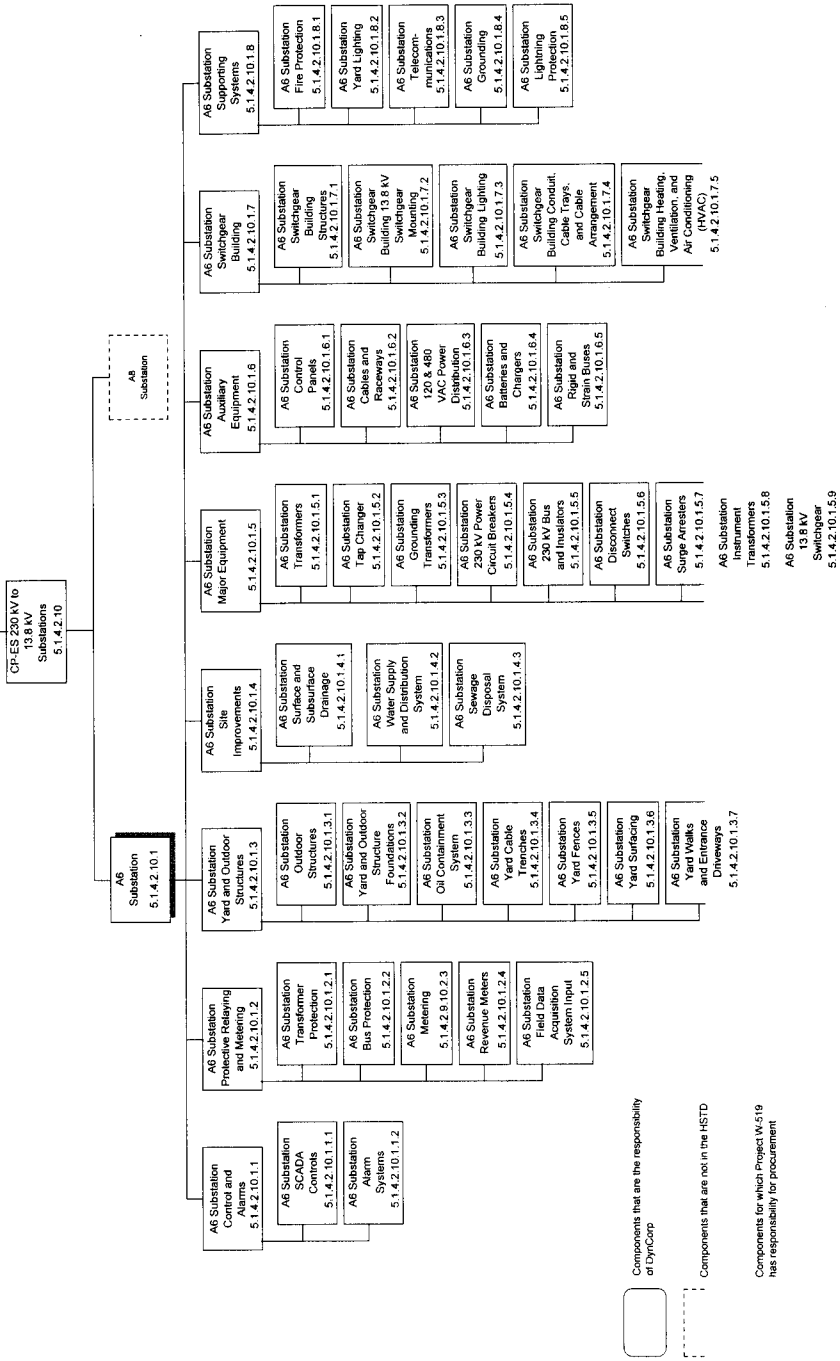 CP-ES 230 kV to
13.8 kV
Substations
5.1.4.2.10
A6
Substation
5.1.4.2.10.1
A8
Substation
A6 Substation
Control and
Alarms
5.1.4.2.10.1.1
A6 Substation
SCADA
Controls
5.1.4.2.10.1.1.1
A6 Substation
Alarm
Systems
5.1.4.2.10.1.1.2
A6 Substation
Protective Relaying
and Metering
5.1.4.2.10.1.2
A6 Substation
Transformer
Protection
5.1.4.2.10.1.2.1
A6 Substation
Bus Protection
5.1.4.2.10.1.2.2
A6 Substation
Metering
5.1.4.2.9.10.2.3
A6 Substation
Revenue Meters
5.1.4.2.10.1.2.4
A6 Substation
Field Data
Acquisition
System Input
5.1.4.2.10.1.2.5
A6 Substation
Yard and Outdoor
Structures
5.1.4.2.10.1.3
A6 Substation
Outdoor
Structures
5.1.4.2.10.1.3.1
A6 Substation
Yard and Outdoor
Structure
Foundations
5.1.4.2.10.1.3.2
A6 Substation
Oil Containment
System
5.1.4.2.10.1.3.3
A6 Substation
Yard Cable
Trenches
5.1.4.2.10.1.3.4
A6 Substation
Yard Fences
5.1.4.2.10.1.3.5
A6 Substation
Yard Surfacing
5.1.4.2.10.1.3.6
A6 Substation
Yard Walks
and Entrance
Driveways
5.1.4.2.10.1.3.7
A6 Substation
Site
Improvements
5.1.4.2.10.1.4
A6 Substation
Surface and
Subsurface
Drainage
5.1.4.2.10.1.4.1
A6 Substation
Water Supply
and Distribution
System
5.1.4.2.10.1.4.2
A6 Substation
Sewage
Disposal
System
5.1.4.2.10.1.4.3
A6 Substation
Major Equipment
5.1.4.2.10.1.5
A6 Substation
Transformers
5.1.4.2.10.1.5.1
A6 Substation
Tap Changer
5.1.4.2.10.1.5.2
A6 Substation
Grounding
Transformers
5.1.4.2.10.1.5.3
A6 Substation
230 kV Power
Circuit Breakers
5.1.4.2.10.1.5.4
A6 Substation
230 kV Bus
and Insulators
5.1.4.2.10.1.5.5
A6 Substation
Disconnect
Switches
5.1.4.2.10.1.5.6
A6 Substation
Surge Arresters
5.1.4.2.10.1.5.7
A6 Substation
Instrument
Transformers
5.1.4.2.10.1.5.8
A6 Substation
13.8 kV
Switchgear
5.1.4.2.10.1.5.9
A6 Substation
Auxiliary
Equipment
5.1.4.2.10.1.6
A6 Substation
Control
Panels
5.1.4.2.10.1.6.1
A6 Substation
Cables and
Raceways
5.1.4.2.10.1.6.2
A6 Substation
120 & 480
VAC Power
Distribution
5.1.4.2.10.1.6.3
A6 Substation
Batteries and
Chargers
5.1.4.2.10.1.6.4
A6 Substation
Rigid and
Strain Buses
5.1.4.2.10.1.6.5
A6 Substation
Switchgear
Building
5.1.4.2.10.1.7
A6 Substation
Switchgear
Building
Structures
5.1.4.2.10.1.7.1
A6 Substation
Switchgear
Building 13.8 kV
Switchgear
Mounting
5.1.4.2.10.1.7.2
A6 Substation
Switchgear
Building Lighting
5.1.4.2.10.1.7.3
A6 Substation
Switchgear
Building Conduit,
Cable Trays,
and Cable
Arrangement
5.1.4.2.10.1.7.4
A6 Substation
Switchgear
Building Heating,
Ventilation, and
Air Conditioning
(HVAC)
5.1.4.2.10.1.7.5
A6 Substation
Supporting
Systems
5.1.4.2.10.1.8
A6 Substation
Fire Protection
5.1.4.2.10.1.8.1
A6 Substation
Yard Lighting
5.1.4.2.10.1.8.2
A6 Substation
Telecom-
munications
5.1.4.2.10.1.8.3
A6 Substation
Grounding
5.1.4.2.10.1.8.4
A6 Substation
Lightning
Protection
5.1.4.2.10.1.8.5
Components that are the responsibility
of DynCorp
Components that are not in the HSTD
Components for which Project W-519
has responsibility for procurement